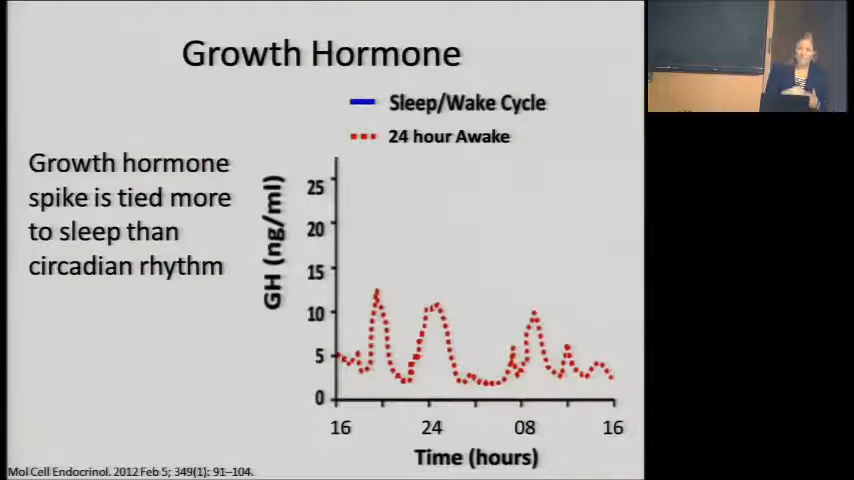 Growth Hormone
Sleep/Wake Cycle
24 hour Awake
Growth hormone
spike is tied more
to sleep than
circadian rhythm
GH (ng/ml)
25
20
15
10
5
0
16 24 08 16
Time (hours)
Mol Cell Endocrinol. 2012 Feb 5; 349(1): 91–104.